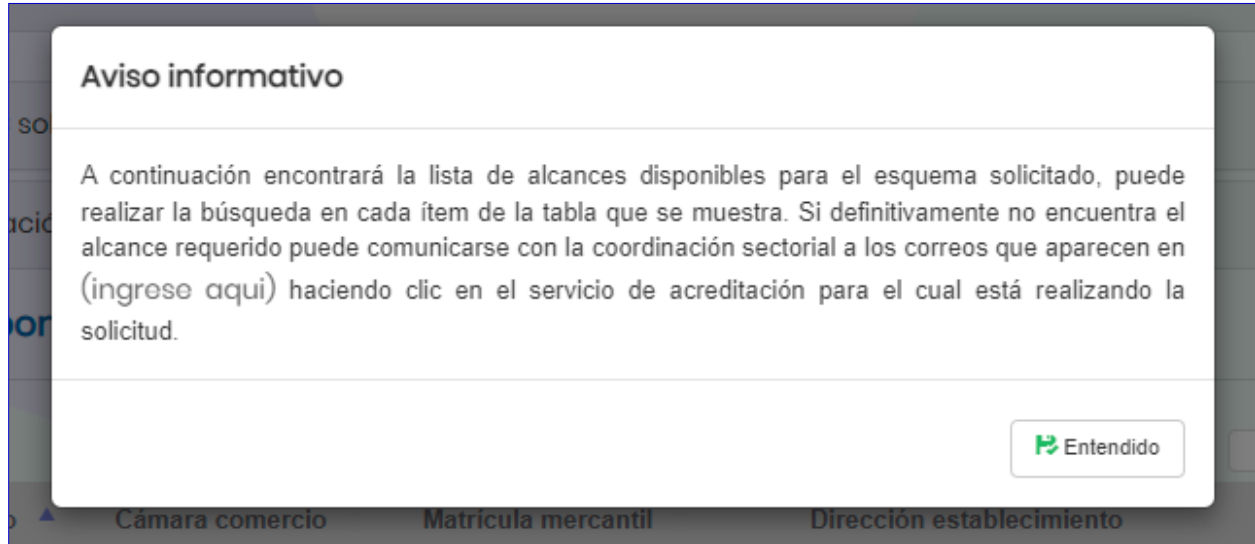 Aviso informativo
so
A continuación encontrará la lista de alcances disponibles para el esquema solicitado, puede
realizar la búsqueda en cada ítem de la tabla que se muestra. Si definitivamente no encuentra el
ació
alcance requerido puede comunicarse con la coordinación sectorial a los correos que aparecen en
(ingrese aqui) haciendo clic en el servicio de acreditación para el cual está realizando la
por
solicitud.
Entendido
o Cámara comercio Matrícula mercantil Dirección establecimiento